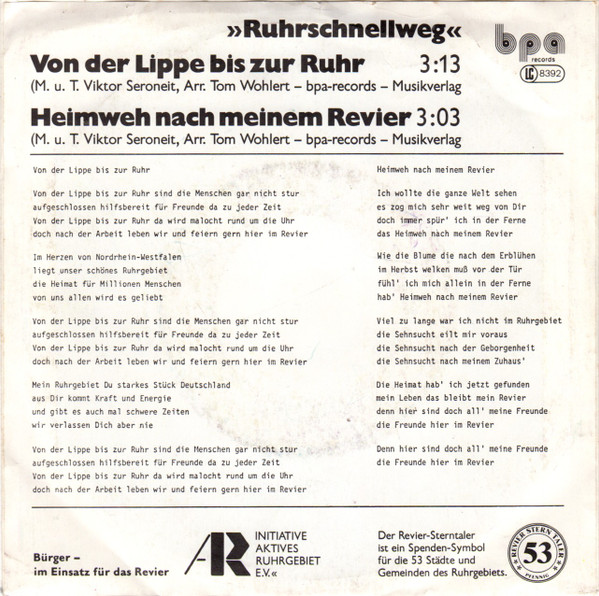 »Ruhrschnellweg«
bpa
records
LC 8392
Von der Lippe bis zur Ruhr 3:13
(M. u. T. Viktor Seroneit, Arr. Tom Wohlert – bpa-records – Musikverlag
Heimweh nach meinem Revier 3:03
(M. u. T. Viktor Seroneit, Arr. Tom Wohlert – bpa-records – Musikverlag
Von der Lippe bis zur Ruhr
Von der Lippe bis zur Ruhr sind die Menschen gar nicht stur
aufgeschlossen hilfsbereit für Freunde da zu jeder Zeit
Von der Lippe bis zur Ruhr da wird malocht rund um die Uhr
doch nach der Arbeit leben wir und feiern gern hier im Revier
Im Herzen von Nordrhein-Westfalen
liegt unser schönes Ruhrgebiet
die Heimat für Millionen Menschen
von uns allen wird es geliebt
Von der Lippe bis zur Ruhr sind die Menschen gar nicht stur
aufgeschlossen hilfsbereit für Freunde da zu jeder Zeit
Von der Lippe bis zur Ruhr da wird malocht rund um die Uhr
doch nach der Arbeit leben wir und feiern gern hier im Revier
Mein Ruhrgebiet Du starkes Stück Deutschland
aus Dir kommt Kraft und Energie
und gibt es auch mal schwere Zeiten
wir verlassen Dich aber nie
Von der Lippe bis zur Ruhr sind die Menschen gar nicht stur
aufgeschlossen hilfsbereit für Freunde da zu jeder Zeit
Von der Lippe bis zur Ruhr da wird malocht rund um die Uhr
doch nach der Arbeit leben wir und feiern gern hier im Revier
Heimweh nach meinem Revier
Ich wollte die ganze Welt sehen
es zog mich sehr weit weg von Dir
doch immer spür' ich in der Ferne
das Heimweh nach meinem Revier
Wie die Blume die nach dem Erblühen
im Herbst welken muß vor der Tür
fühl' ich mich allein in der Ferne
hab' Heimweh nach meinem Revier
Viel zu lange war ich nicht im Ruhrgebiet
die Sehnsucht eilt mir voraus
die Sehnsucht nach der Geborgenheit
die Sehnsucht nach meinem Zuhaus'
Die Heimat hab' ich jetzt gefunden
mein Leben das bleibt mein Revier
denn hier sind doch all' meine Freunde
die Freunde hier im Revier
Denn hier sind doch all' meine Freunde
die Freunde hier im Revier
Bürger –
im Einsatz für das Revier
AR
INITIATIVE
AKTIVES
RUHRGEBIET
E.V.«
Der Revier-Sterntaler
ist ein Spenden-Symbol
für die 53 Städte und
Gemeinden des Ruhrgebiets.
REVIER STERN TALER
53
PFENNIG